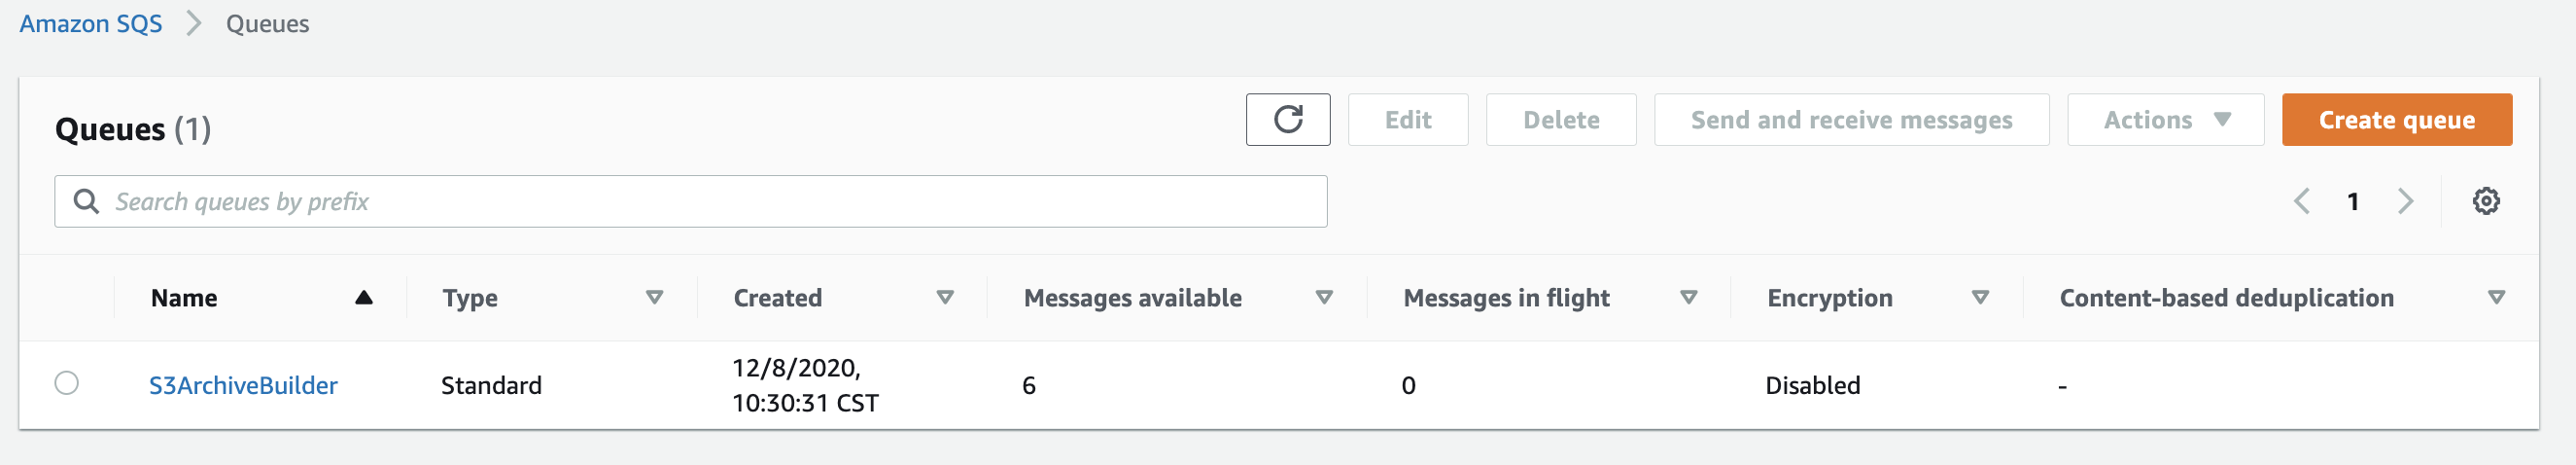 Amazon SQS > Queues
Queues (1)
Edit
Delete
Send and receive messages
Actions
Create queue
Search queues by prefix
1
Name
Type
Created
Messages available
Messages in flight
Encryption
Content-based deduplication
S3ArchiveBuilder
Standard
12/8/2020,
10:30:31 CST
6
0
Disabled
-